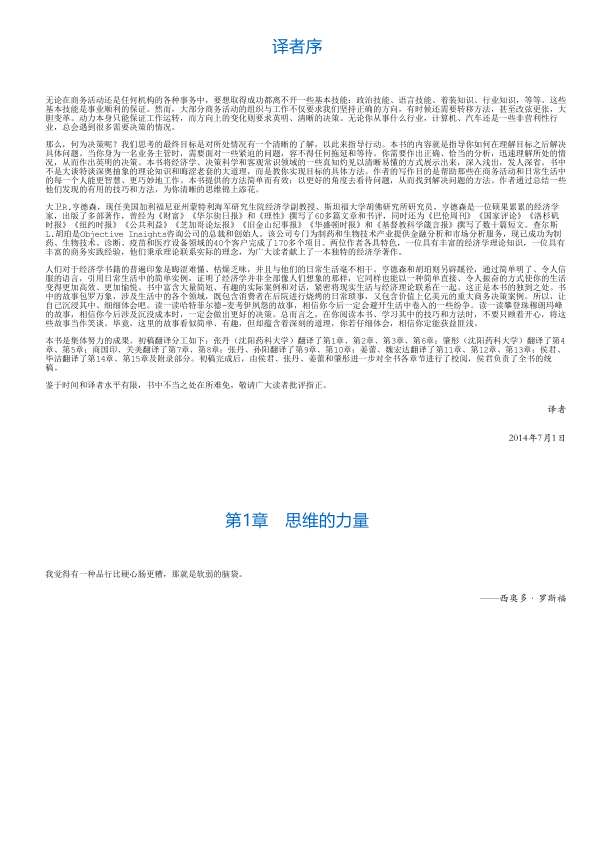 译者序
无论在商务活动还是任何机构的各种事务中，要想取得成功都离不开一些基本技能：政治技能、语言技能、着装知识、行业知识，等等。这些
基本技能是事业顺利的保证。然而，大部分商务活动的组织与工作不仅要求我们坚持正确的方向，有时候还需要转移方法，甚至改弦更张，大
胆变革。动力本身只能保证工作运转，而方向上的变化则要求英明、清晰的决策。无论你从事什么行业，计算机、汽车还是一些非营利性行
业，总会遇到很多需要决策的情况。
那么，何为决策呢？我们思考的最终目标是对所处情况有一个清晰的了解，以此来指导行动。本书的内容就是指导你如何在理解目标之后解决
具体问题。当你身为一名业务主管时，需要面对一些紧迫的问题，容不得任何拖延和等待。你需要作出正确、恰当的分析，迅速理解所处的情
况，从而作出英明的决策。本书将经济学、决策科学和客观常识领域的一些真知灼见以清晰易懂的方式展示出来，深入浅出，发人深省。书中
不是大谈特谈深奥抽象的理论知识和晦涩老套的大道理，而是教你实现目标的具体方法。作者的写作目的是帮助那些在商务活动和日常生活中
的每一个人能更智慧、更巧妙地工作。本书提供的方法简单而有效：以更好的角度去看待问题，从而找到解决问题的方法。作者通过总结一些
他们发现的有用的技巧和方法，为你清晰的思维锦上添花。
大卫R.亨德森，现任美国加利福尼亚州蒙特利海军研究生院经济学副教授、斯坦福大学胡佛研究所研究员。亨德森是一位硕果累累的经济学
家，出版了多部著作，曾经为《财富》《华尔街日报》和《理性》撰写了60多篇文章和书评，同时还为《巴伦周刊》《国家评论》《洛杉矶
时报》《纽约时报》《公共利益》《芝加哥论坛报》《旧金山纪事报》《华盛顿时报》和《基督教科学箴言报》撰写了数十篇短文。查尔斯
L.胡珀是Objective Insights咨询公司的总裁和创始人。该公司专门为制药和生物技术产业提供金融分析和市场分析服务，现已成功为制
药、生物技术、诊断、疫苗和医疗设备领域的40个客户完成了170多个项目。两位作者各具特色，一位具有丰富的经济学理论知识，一位具有
丰富的商务实践经验，他们秉承理论联系实际的理念，为广大读者献上了一本独特的经济学著作。
人们对于经济学书籍的普遍印象是晦涩难懂、枯燥乏味，并且与他们的日常生活毫不相干。亨德森和胡珀则另辟蹊径，通过简单明了、令人信
服的语言，引用日常生活中的简单实例，证明了经济学并非全部像人们想象的那样，它同样也能以一种简单直接、令人振奋的方式使你的生活
变得更加高效、更加愉悦。书中富含大量简短、有趣的实际案例和对话，紧密将现实生活与经济理论联系在一起。这正是本书的独到之处。书
中的故事包罗万象，涉及生活中的各个领域，既包含消费者在后院进行烧烤的日常琐事，又包含价值上亿美元的重大商务决策案例。所以，让
自己沉浸其中、细细体会吧。读一读哈特菲尔德-麦考伊夙怨的故事，相信你今后一定会避开生活中卷入的一些纷争。读一读攀登珠穆朗玛峰
的故事，相信你今后涉及沉没成本时，一定会做出更好的决策。总而言之，在你阅读本书、学习其中的技巧和方法时，不要只顾着开心，将这
些故事当作笑谈。毕竟，这里的故事看似简单、有趣，但却蕴含着深刻的道理，你若仔细体会，相信你定能获益匪浅。
本书是集体努力的成果。初稿翻译分工如下：张丹（沈阳药科大学）翻译了第1章、第2章、第3章、第6章；肇彤（沈阳药科大学）翻译了第4
章、第5章；商国印、关美翻译了第7章、第8章；张丹、孙阳翻译了第9章、第10章；姜蕾、魏宏达翻译了第11章、第12章、第13章；侯君、
毕洁翻译了第14章、第15章及附录部分。初稿完成后，由侯君、张丹、姜蕾和肇彤进一步对全书各章节进行了校阅，侯君负责了全书的统
稿。
鉴于时间和译者水平有限，书中不当之处在所难免，敬请广大读者批评指正。
译者
2014年7月1日
第1章　思维的力量
我觉得有一种品行比硬心肠更糟，那就是软弱的脑袋。
——西奥多·罗斯福